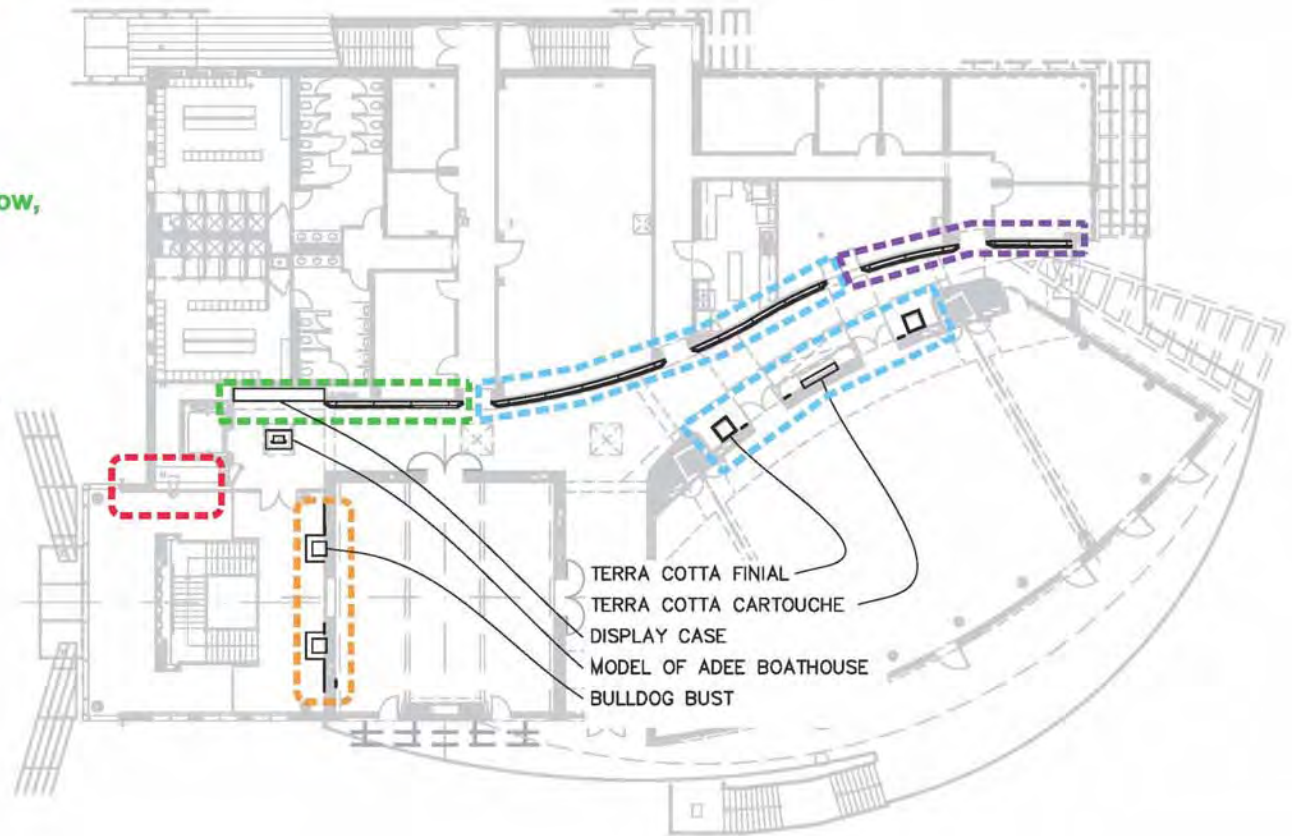 ow,
TERRA COTTA FINIAL
TERRA COTTA CARTOUCHE
DISPLAY CASE
MODEL OF ADEE BOATHOUSE
BULLDOG BUST